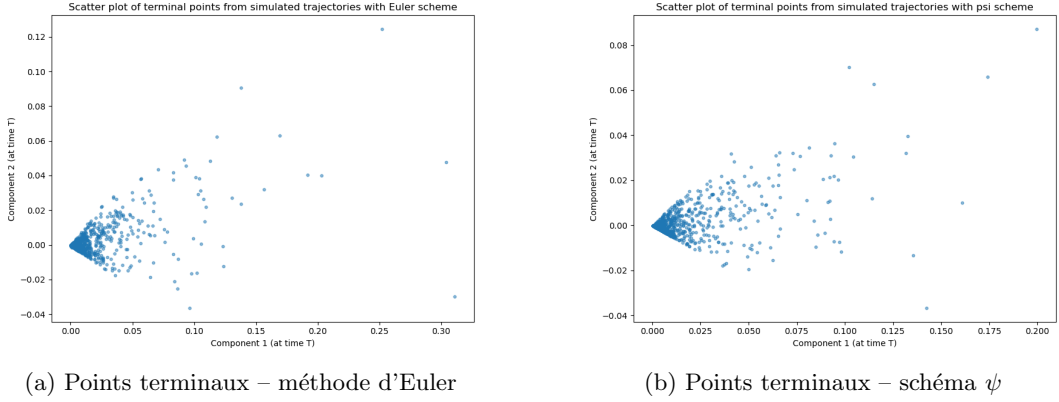 Scatter plot of terminal points from simulated trajectories with Euler scheme
0.12
0.10
0.08
0.06
0.04
0.02
0.00
−0.02
−0.04
Component 2 (at time T)
0.00 0.05 0.10 0.15 0.20 0.25 0.30
Component 1 (at time T)
(a) Points terminaux – méthode d'Euler
Scatter plot of terminal points from simulated trajectories with psi scheme
0.08
0.06
0.04
0.02
0.00
−0.02
−0.04
Component 2 (at time T)
0.000 0.025 0.050 0.075 0.100 0.125 0.150 0.175 0.200
Component 1 (at time T)
(b) Points terminaux – schéma ψ